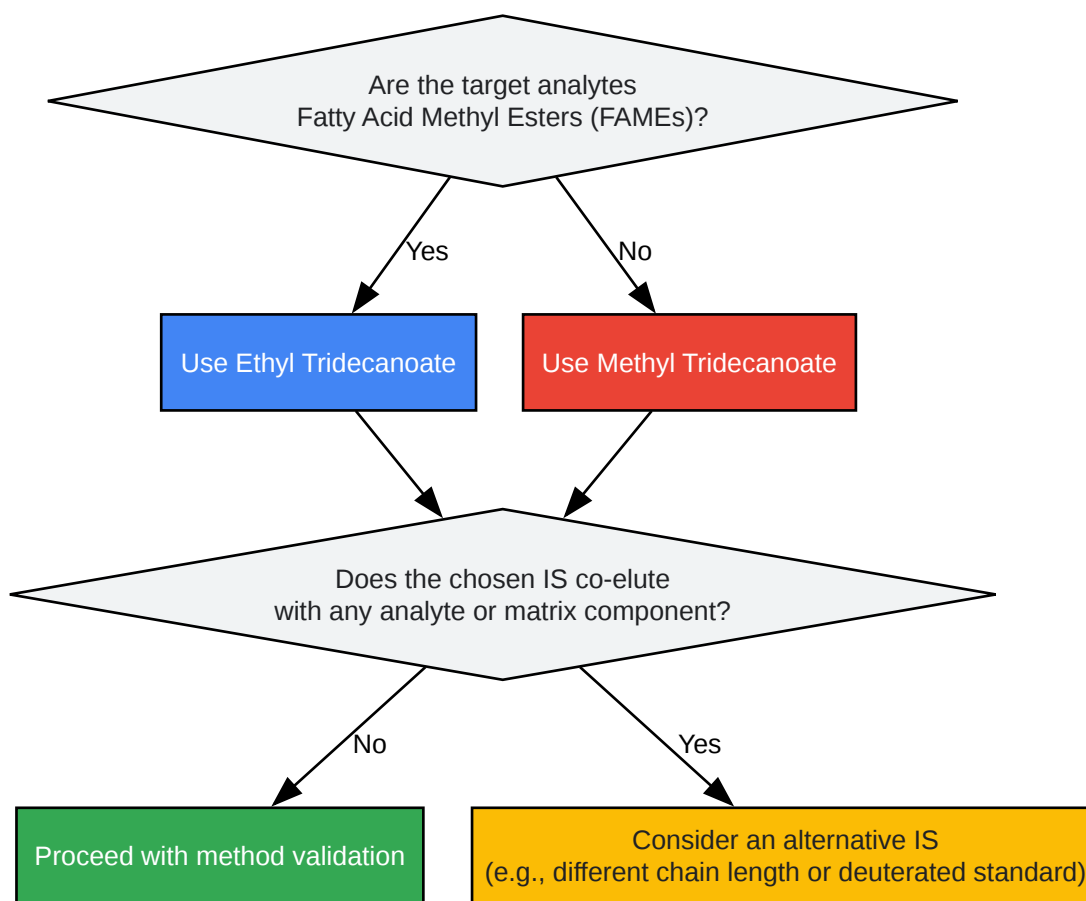 Are the target analytes
Fatty Acid Methyl Esters (FAMEs)?
Yes
No
Use Ethyl Tridecanoate
Use Methyl Tridecanoate
Does the chosen IS co-elute
with any analyte or matrix component?
No
Yes
Proceed with method validation
Consider an alternative IS
(e.g., different chain length or deuterated standard)